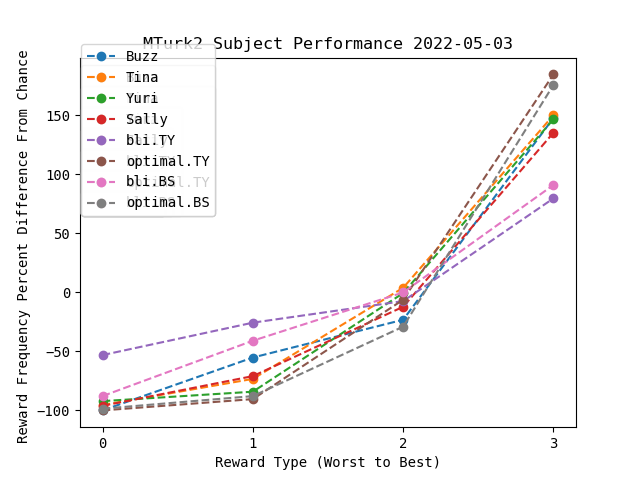 MTurk2 Subject Performance 2022-05-03
Buzz
Tina
Yuri
Sally
bli.TY
optimal.TY
bli.BS
optimal.BS
Reward Frequency Percent Difference From Chance
150
100
50
0
−50
−100
0 1 2 3
Reward Type (Worst to Best)